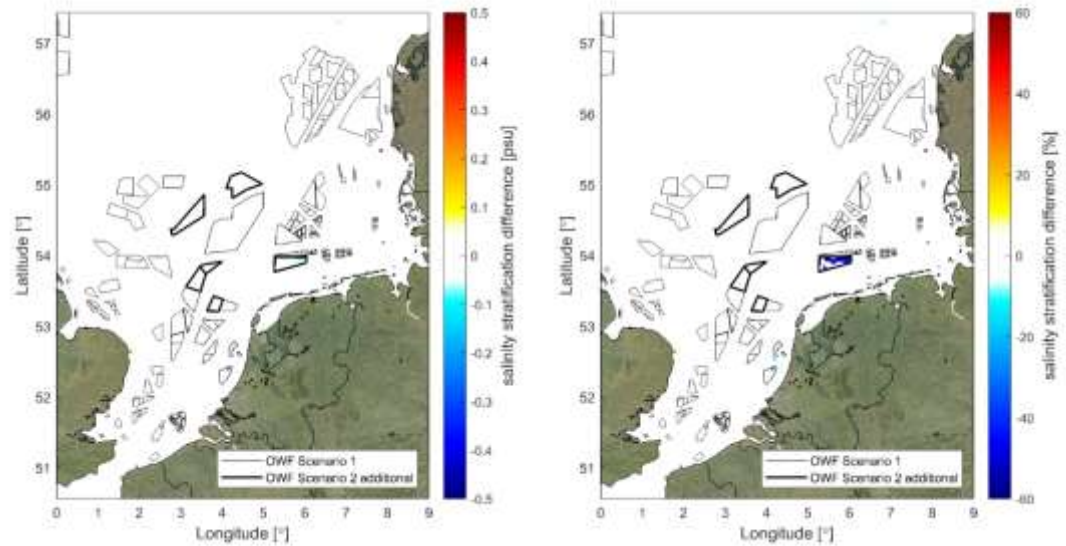 57
56
55
54
53
52
51
Latitude [°]
0 1 2 3 4 5 6 7 8 9
Longitude [°]
OWF Scenario 1
OWF Scenario 2 additional
0.5
0.4
0.3
0.2
0.1
0
-0.1
-0.2
-0.3
-0.4
-0.5
salinity stratification difference [psu]
57
56
55
54
53
52
51
Latitude [°]
0 1 2 3 4 5 6 7 8 9
Longitude [°]
OWF Scenario 1
OWF Scenario 2 additional
60
40
20
0
-20
-40
-60
salinity stratification difference [%]